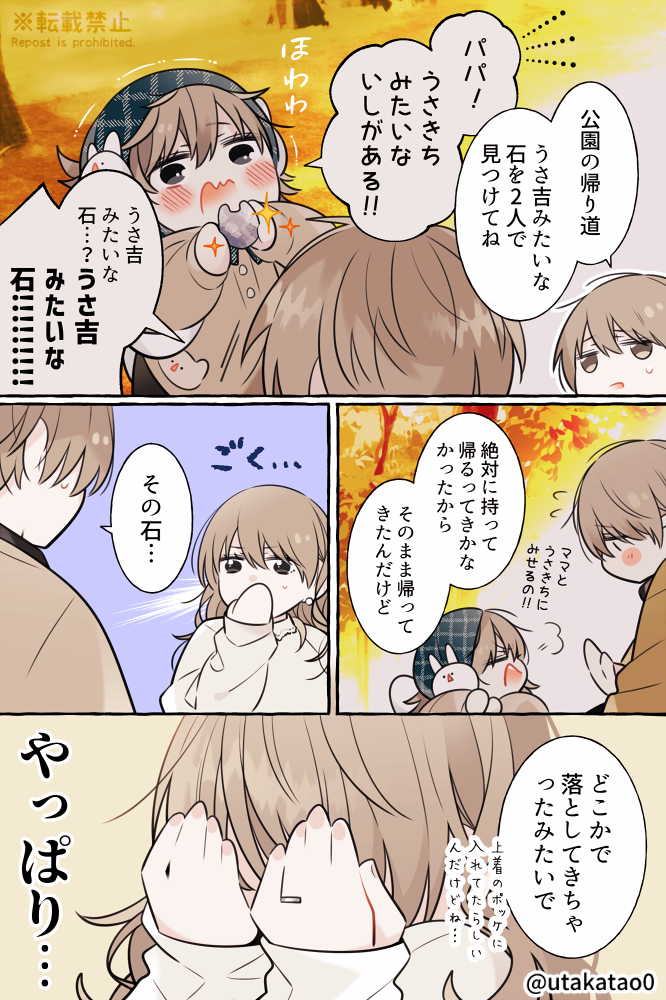 ※転載禁止
Repost is prohibited.
公園の帰り道
うさ吉みたいな
石を2人で
見つけてね
パパ!
うさきち
みたいな
いしがある!!
ほわわ
うさ吉
みたいな
石…?
うさ吉
みたいな
石!!!!!!!!!!
絶対に持って
帰るってきかな
かったから
そのまま帰って
きたんだけど
ママと
うさきちに
みせるの!!
ごく…
その石…
どこかで
落としてきちゃ
ったみたいで
上着のポッケに
入れてたらしい
んだけどね…
やっぱり…
@utakatao0